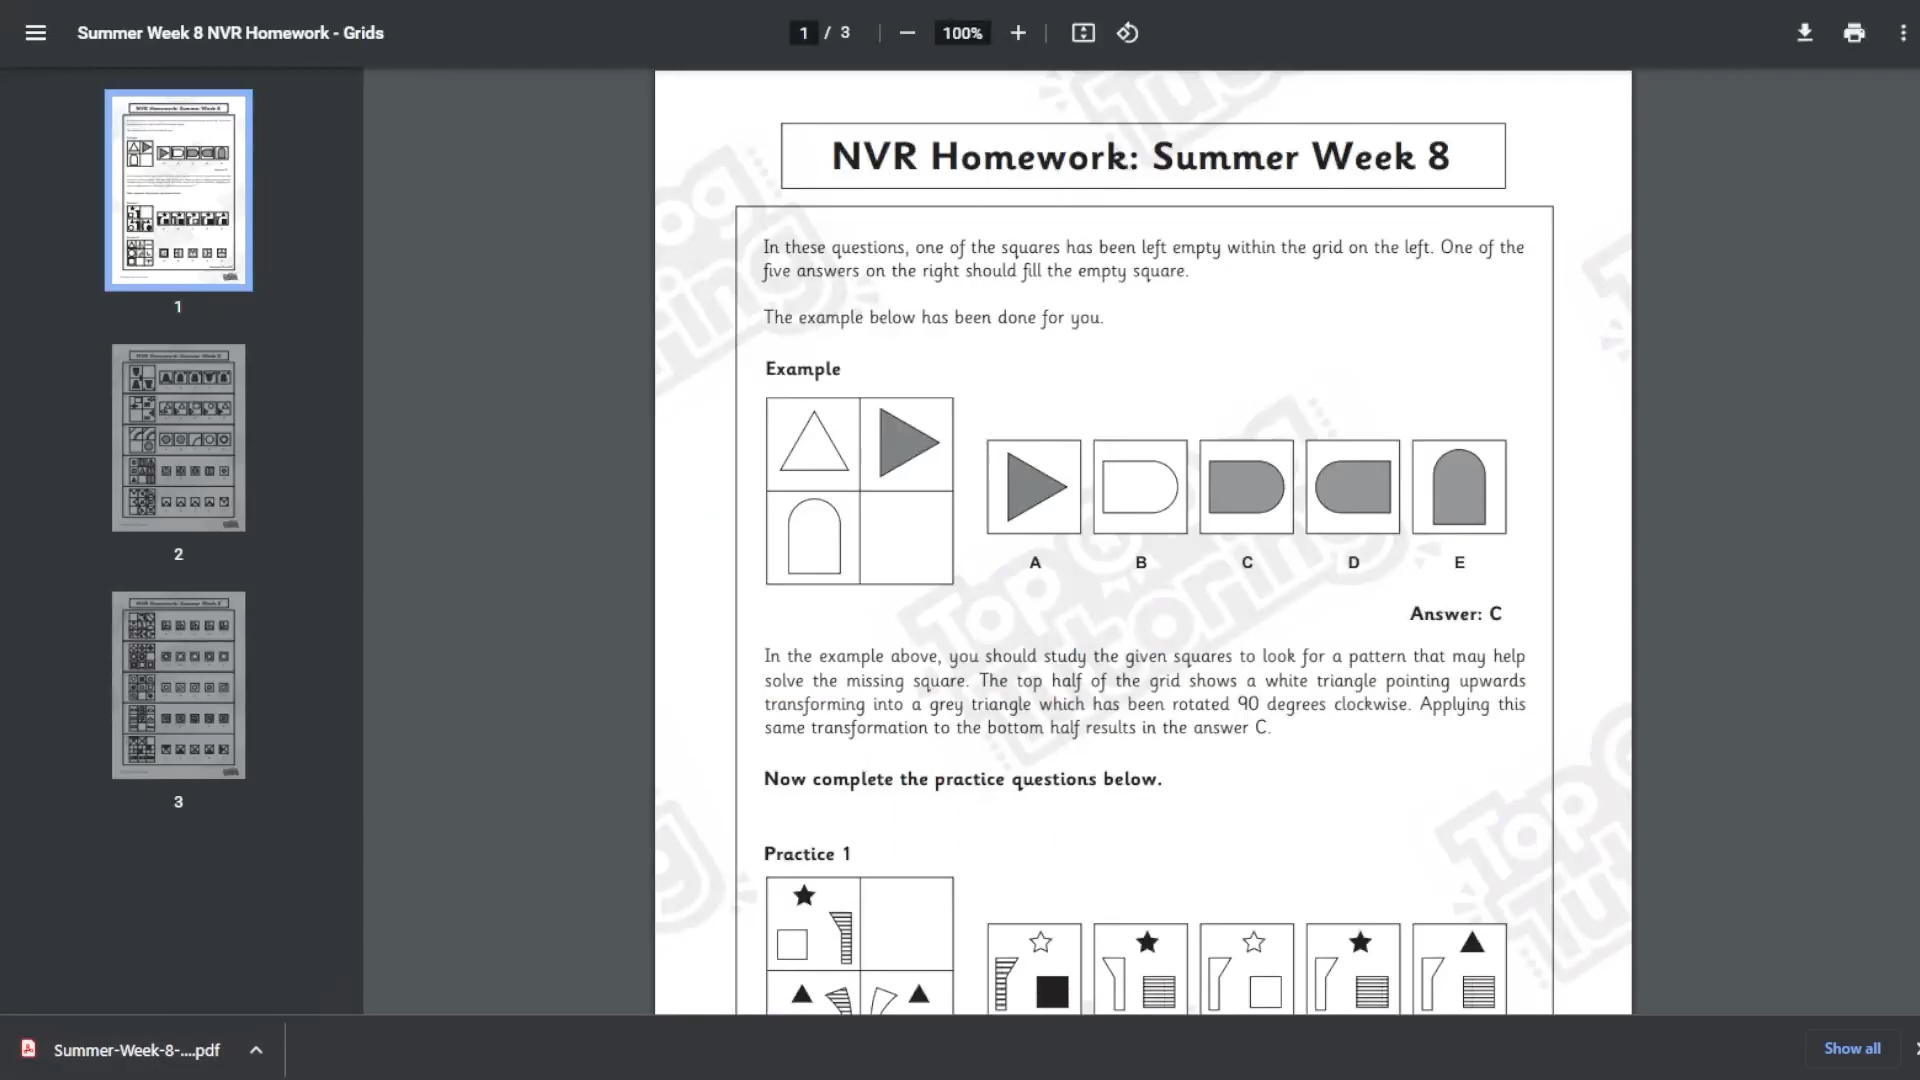 Summer Week 8 NVR Homework - Grids
1 / 3
100%
1
2
3
NVR Homework: Summer Week 8
In these questions, one of the squares has been left empty within the grid on the left. One of the
five answers on the right should fill the empty square.
The example below has been done for you.
Example
A B C D E
Answer: C
In the example above, you should study the given squares to look for a pattern that may help
solve the missing square. The top half of the grid shows a white triangle pointing upwards
transforming into a grey triangle which has been rotated 90 degrees clockwise. Applying this
same transformation to the bottom half results in the answer C.
Now complete the practice questions below.
Practice 1
Top Dog
Tutoring
Summer-Week-8-....pdf
Show all